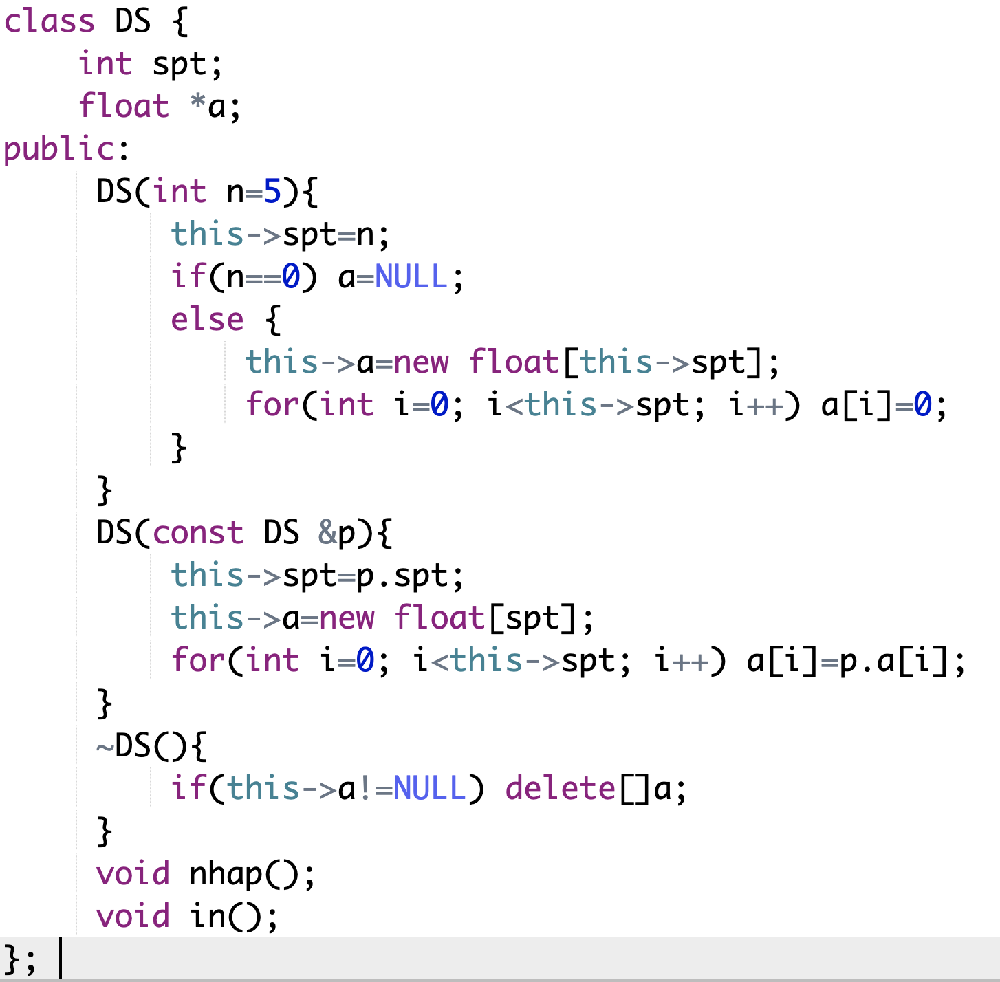 class DS {
    int spt;
    float *a;
public:
     DS(int n=5){
         this->spt=n;
         if(n==0) a=NULL;
         else {
             this->a=new float[this->spt];
             for(int i=0; i<this->spt; i++) a[i]=0;
         }
     }
     DS(const DS &p){
         this->spt=p.spt;
         this->a=new float[spt];
         for(int i=0; i<this->spt; i++) a[i]=p.a[i];
     }
     ~DS(){
         if(this->a!=NULL) delete[]a;
     }
     void nhap();
     void in();
};